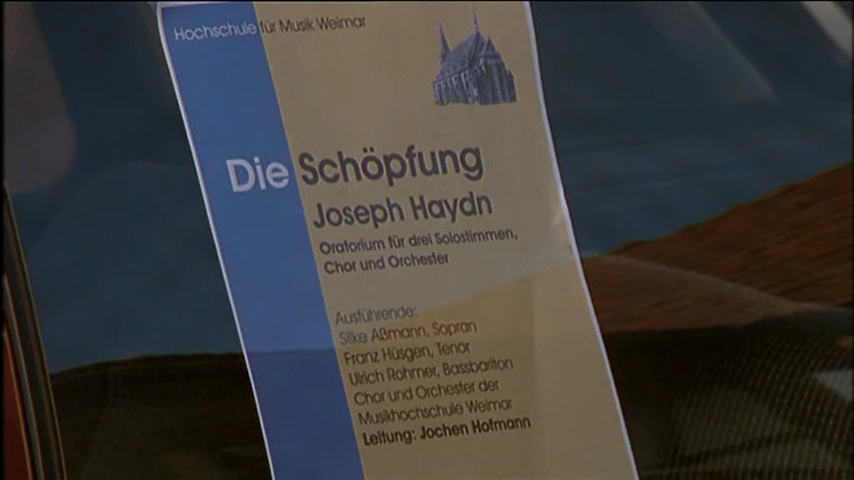 Hochschule für Musik Weimar
Die Schöpfung
Joseph Haydn
Oratorium für drei Solostimmen,
Chor und Orchester
Ausführende:
Silke Aßmann, Sopran
Franz Hüsgen, Tenor
Ulrich Rohmer, Bassbariton
Chor und Orchester der
Musikhochschule Weimar
Leitung: Jochen Hofmann